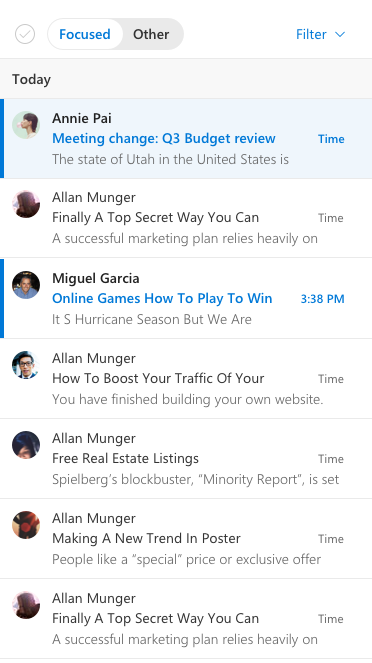 Focused Other Filter
Today
Annie Pai
Meeting change: Q3 Budget review Time
The state of Utah in the United States is
Allan Munger
Finally A Top Secret Way You Can Time
A successful marketing plan relies heavily on
Miguel Garcia
Online Games How To Play To Win 3:38 PM
It S Hurricane Season But We Are
Allan Munger
How To Boost Your Traffic Of Your Time
You have finished building your own website.
Allan Munger
Free Real Estate Listings Time
Spielberg’s blockbuster, “Minority Report”, is set
Allan Munger
Making A New Trend In Poster Time
People like a “special” price or exclusive offer
Allan Munger
Finally A Top Secret Way You Can Time
A successful marketing plan relies heavily on